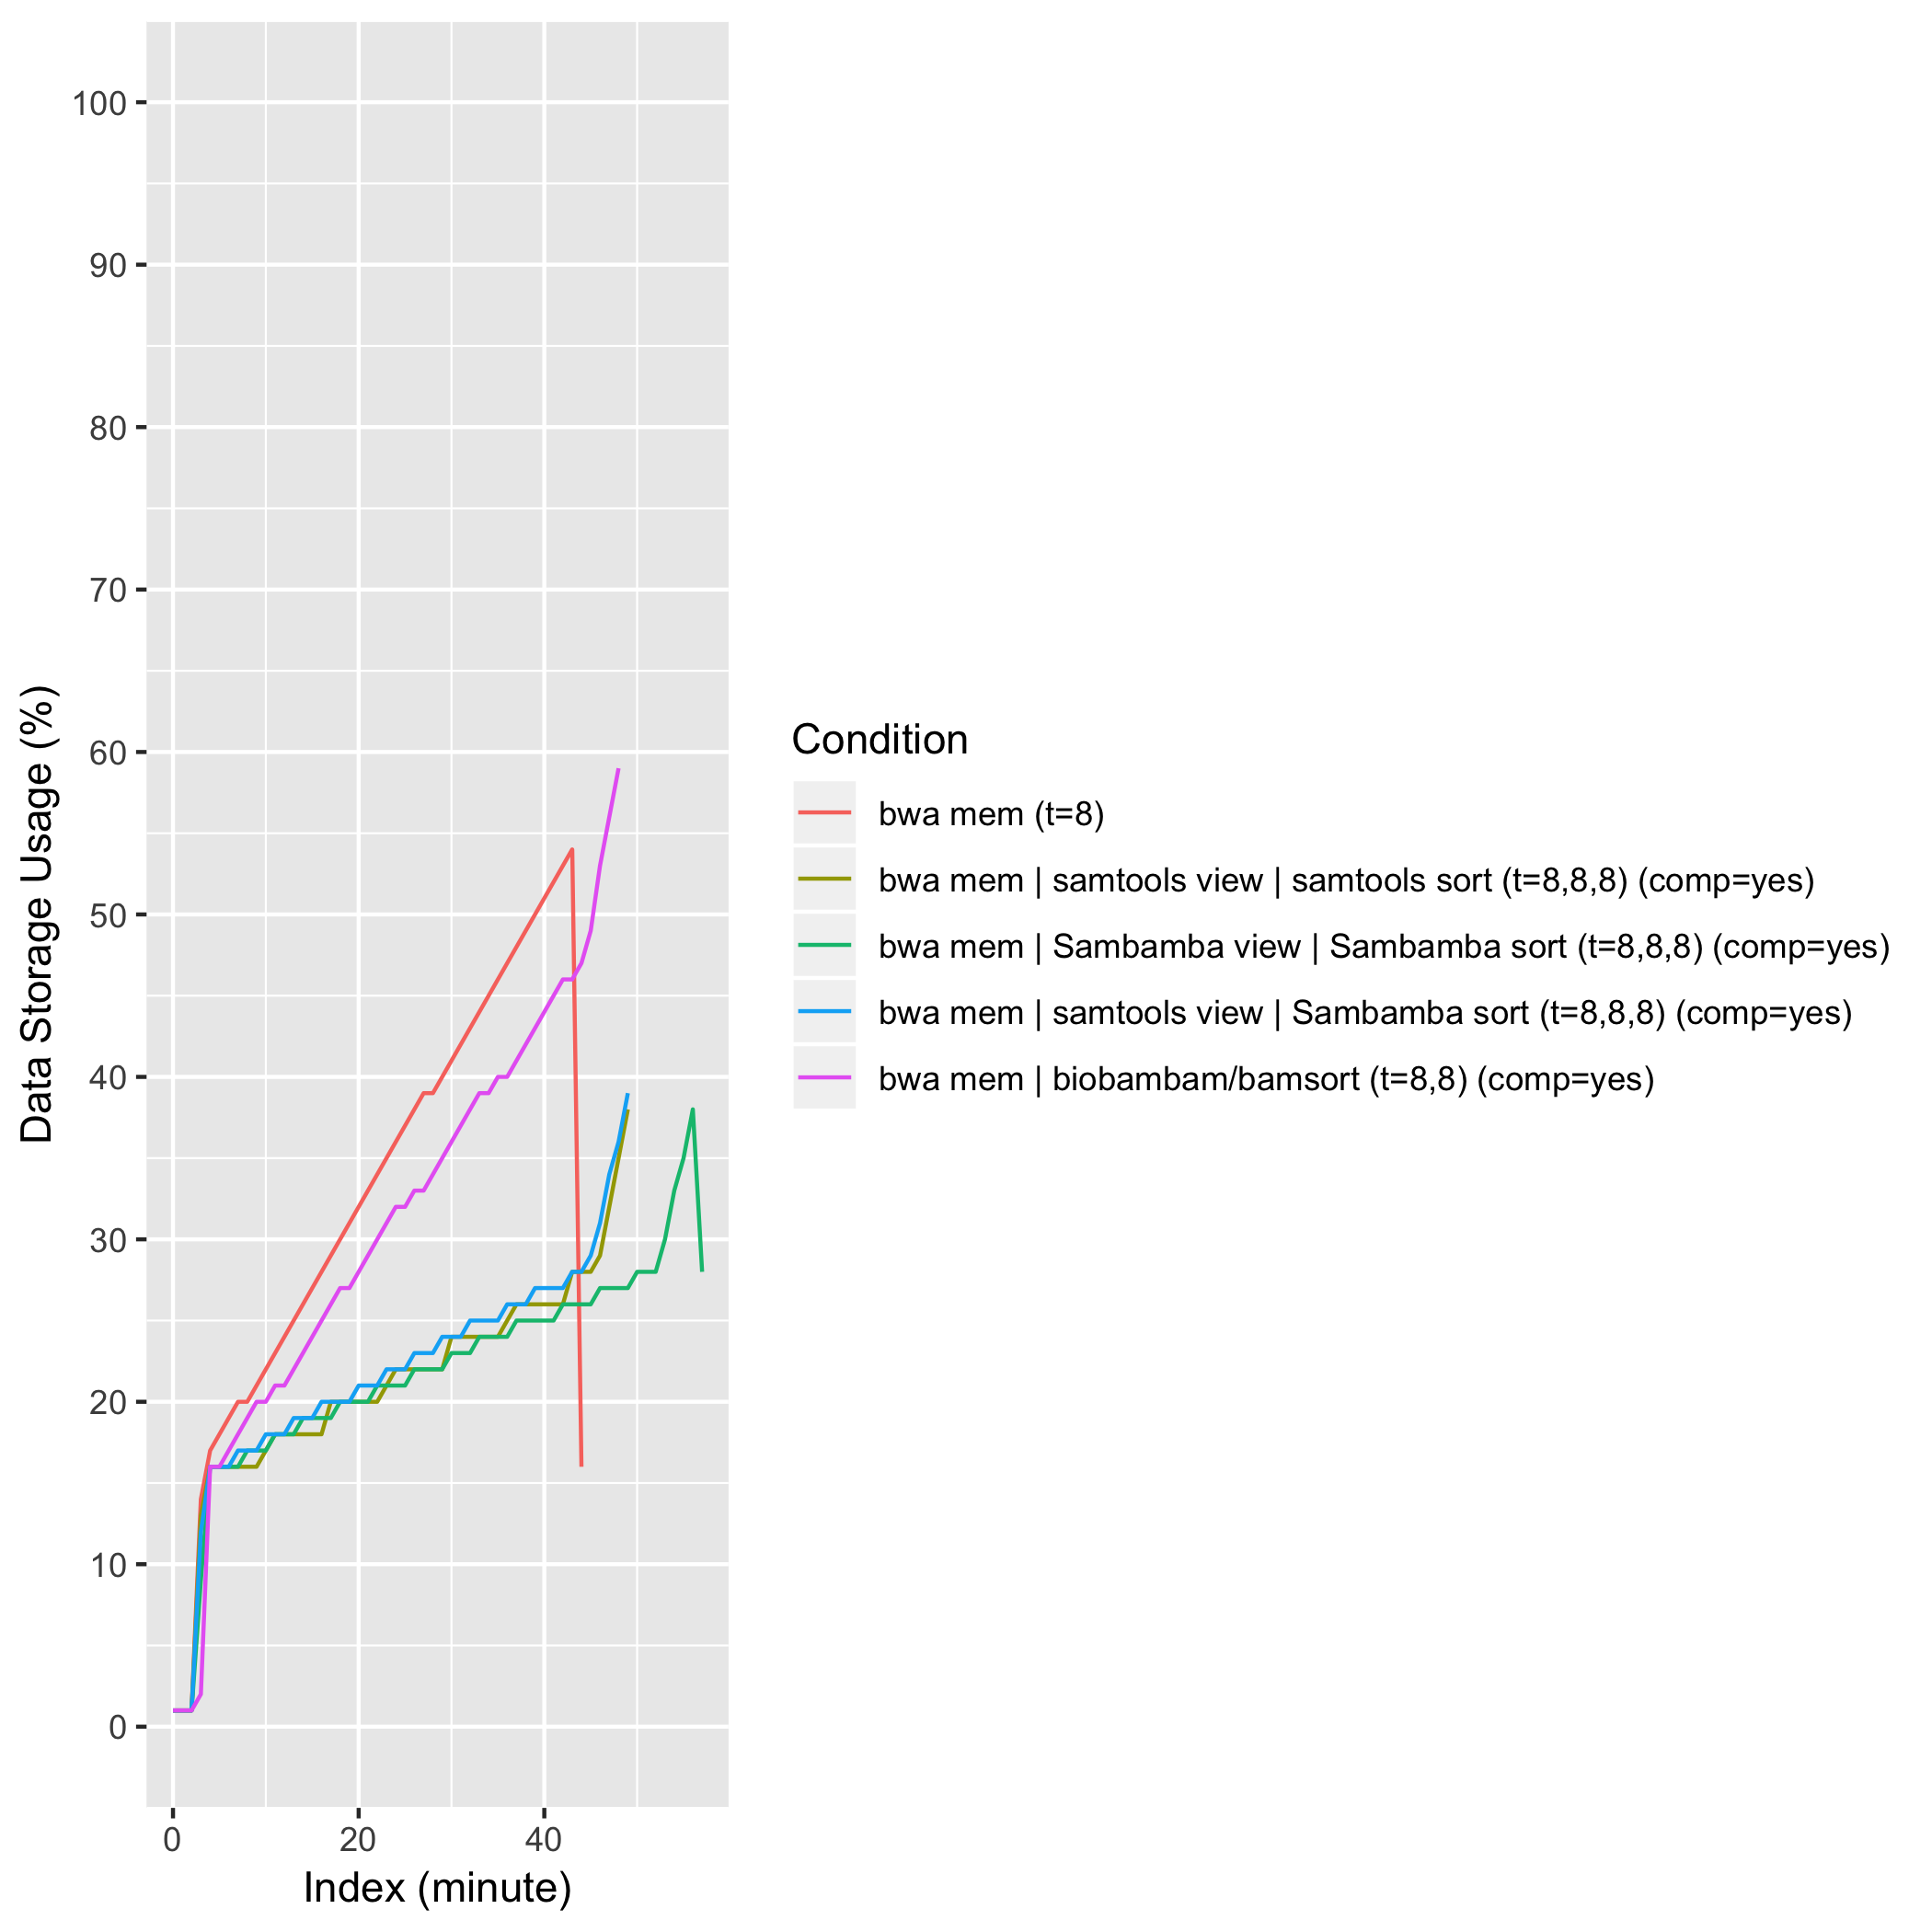 100
90
80
70
60
50
40
30
20
10
0
Data Storage Usage (%)
0 20 40
Index (minute)
Condition
bwa mem (t=8)
bwa mem | samtools view | samtools sort (t=8,8,8) (comp=yes)
bwa mem | Sambamba view | Sambamba sort (t=8,8,8) (comp=yes)
bwa mem | samtools view | Sambamba sort (t=8,8,8) (comp=yes)
bwa mem | biobambam/bamsort (t=8,8) (comp=yes)